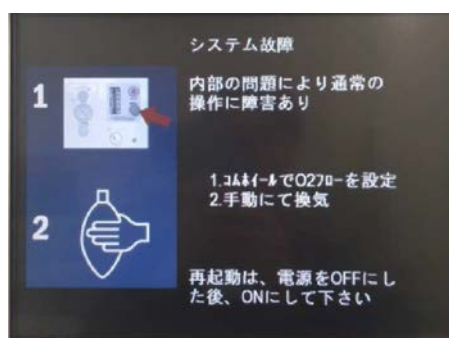 システム故障
1
内部の問題により通常の
操作に障害あり
1.ｺﾑﾎｲｰﾙでO2ﾌﾛｰを設定
2.手動にて換気
2
再起動は、電源をOFFにし
た後、ONにして下さい